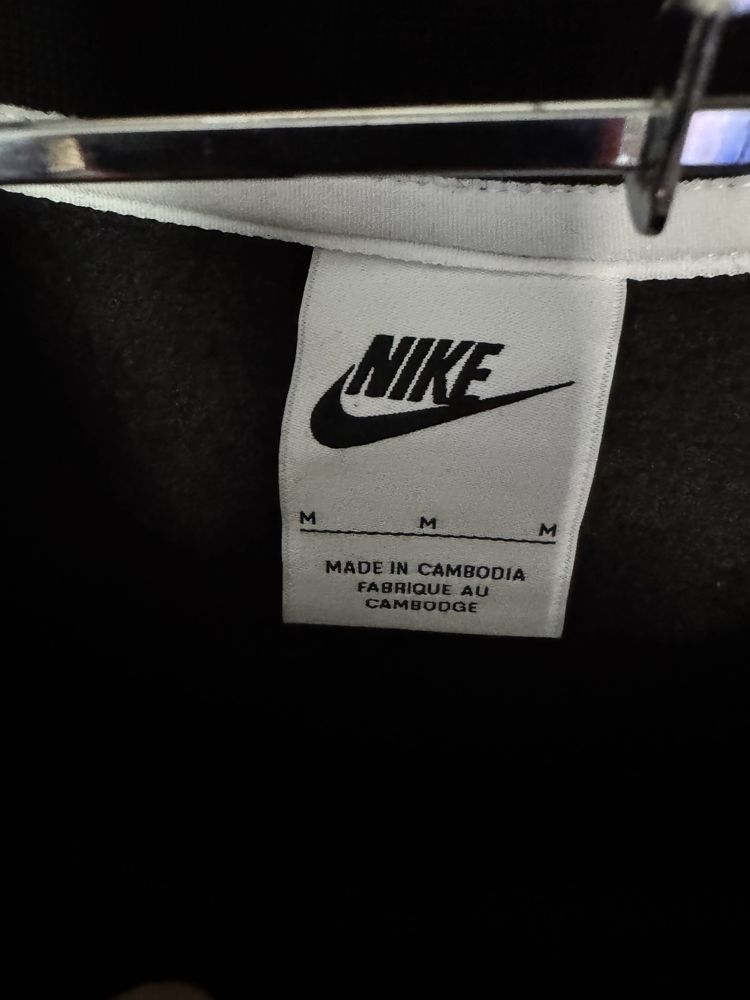 NIKE
M M M
MADE IN CAMBODIA
FABRIQUE AU
CAMBODGE